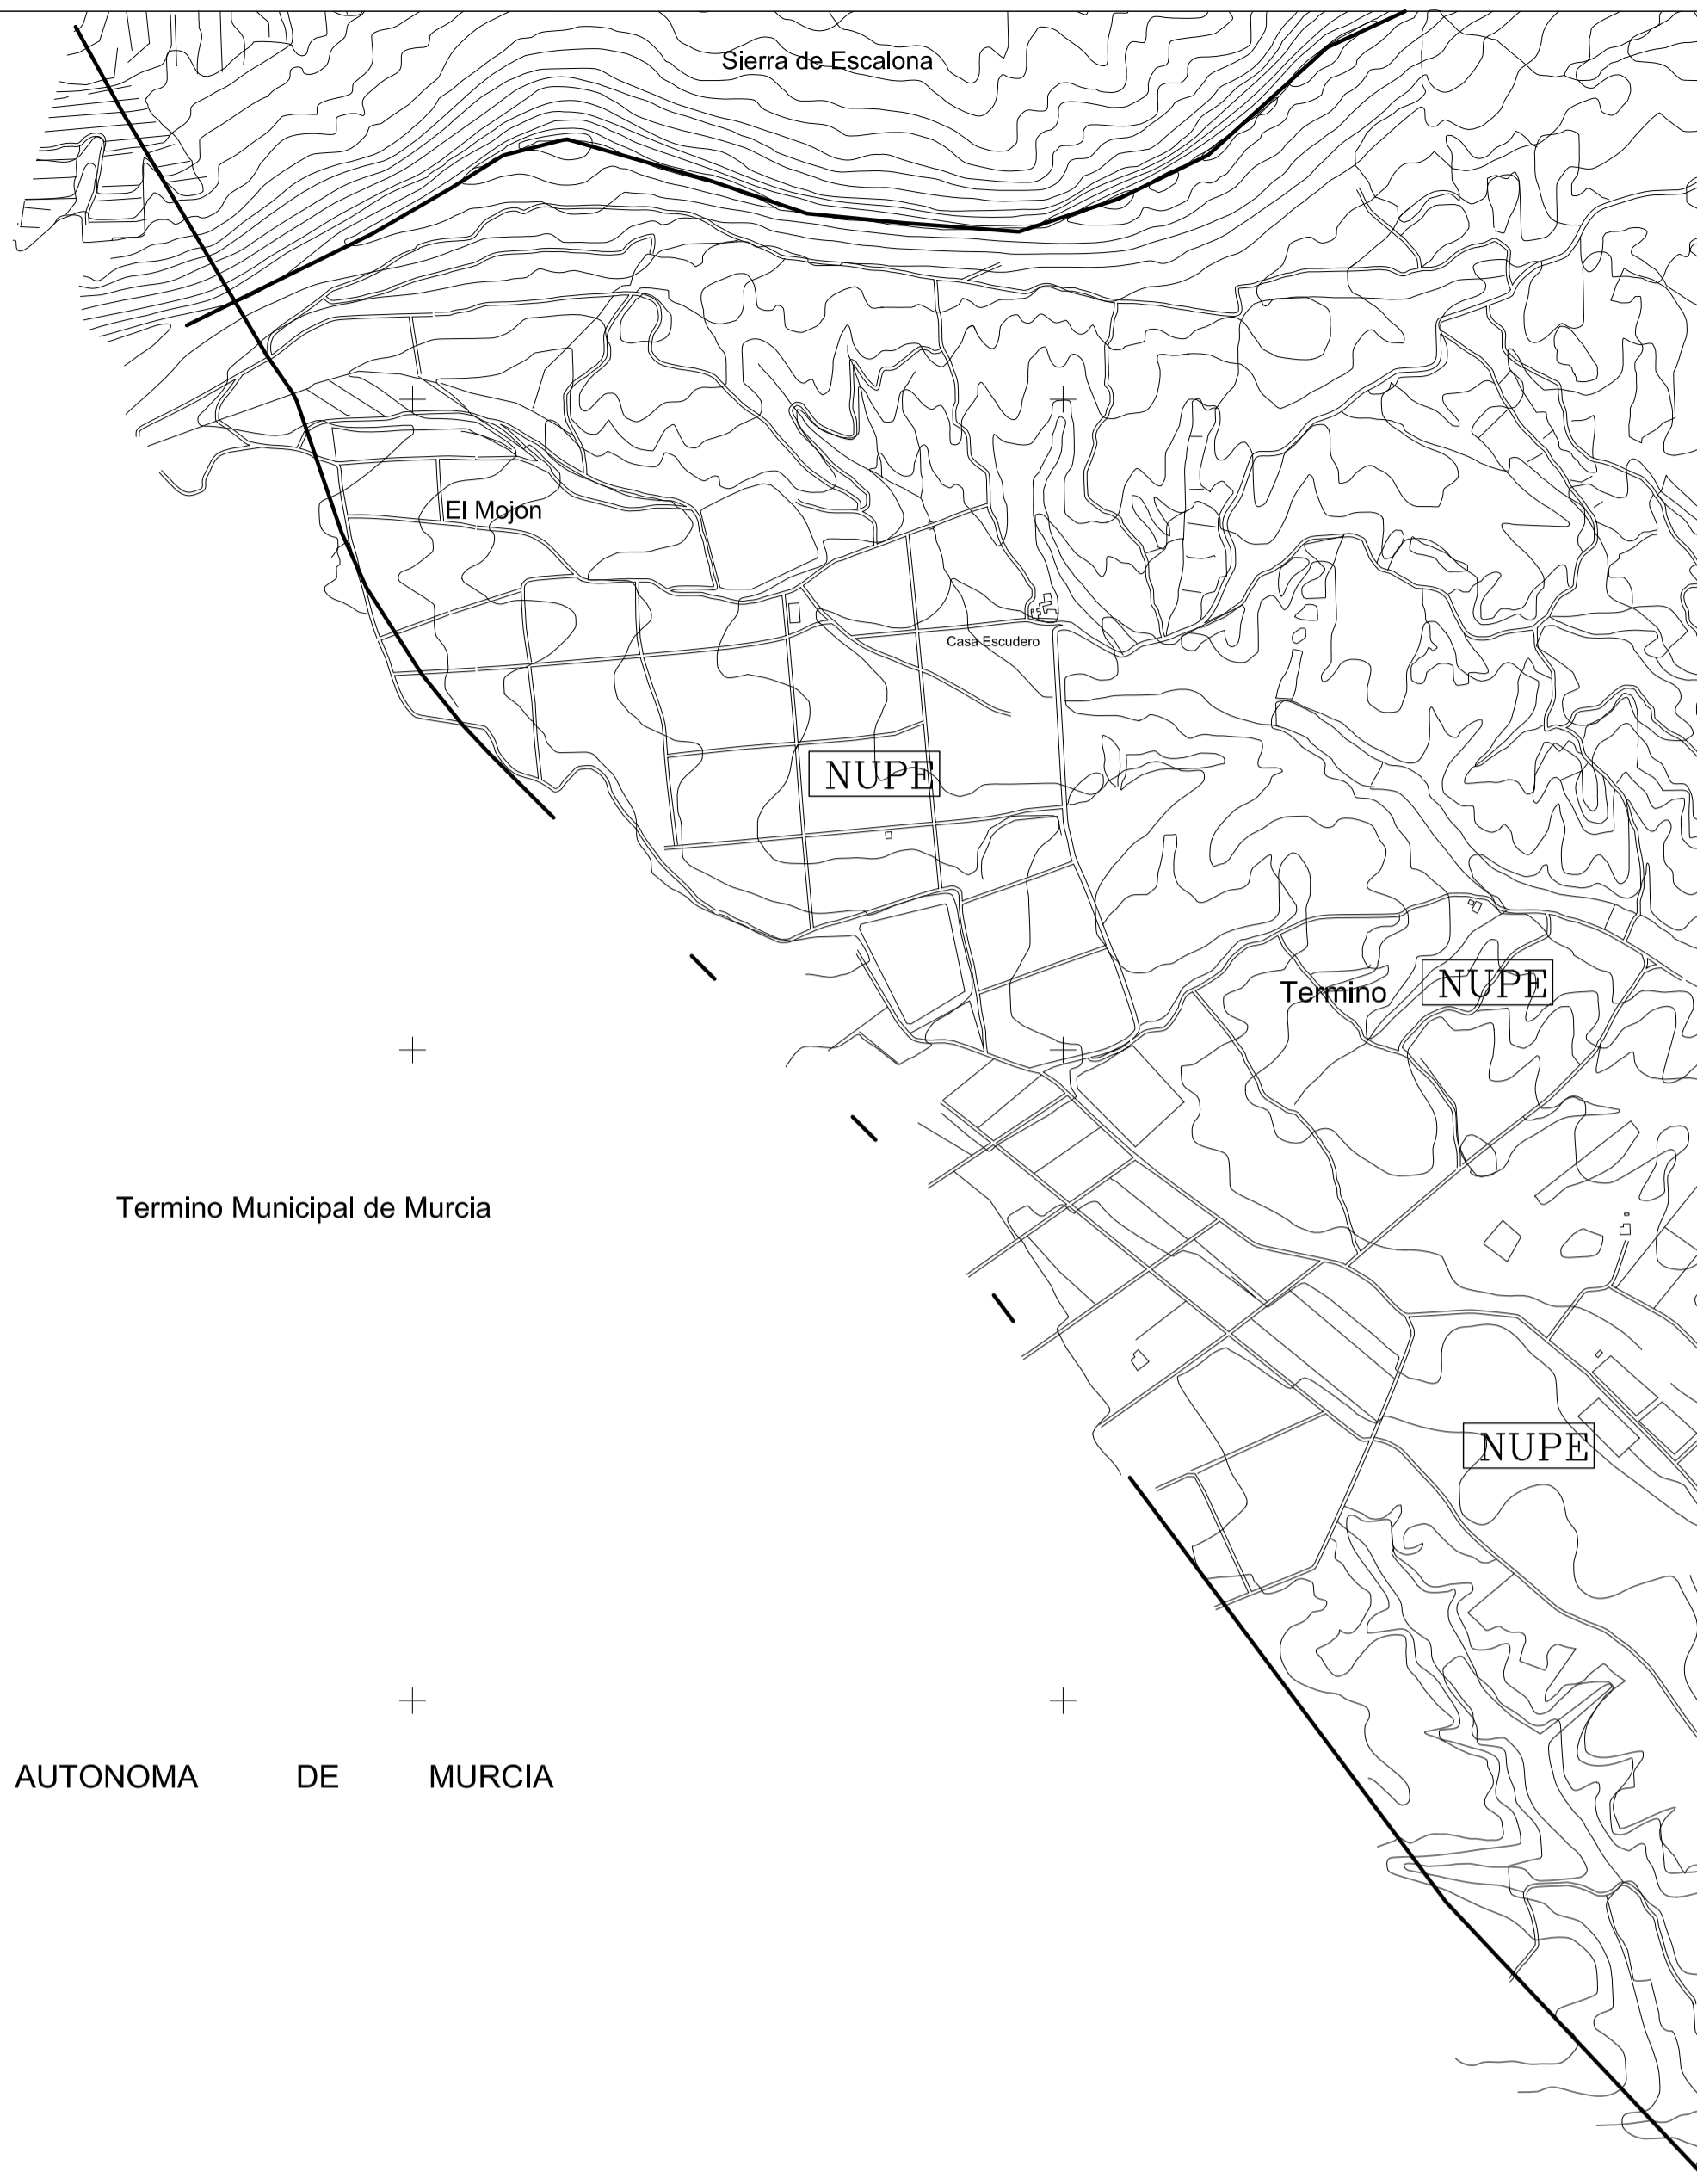 Sierra de Escalona
El Mojon
Casa Escudero
NUPE
Termino
NUPE
Termino Municipal de Murcia
NUPE
AUTONOMA DE MURCIA